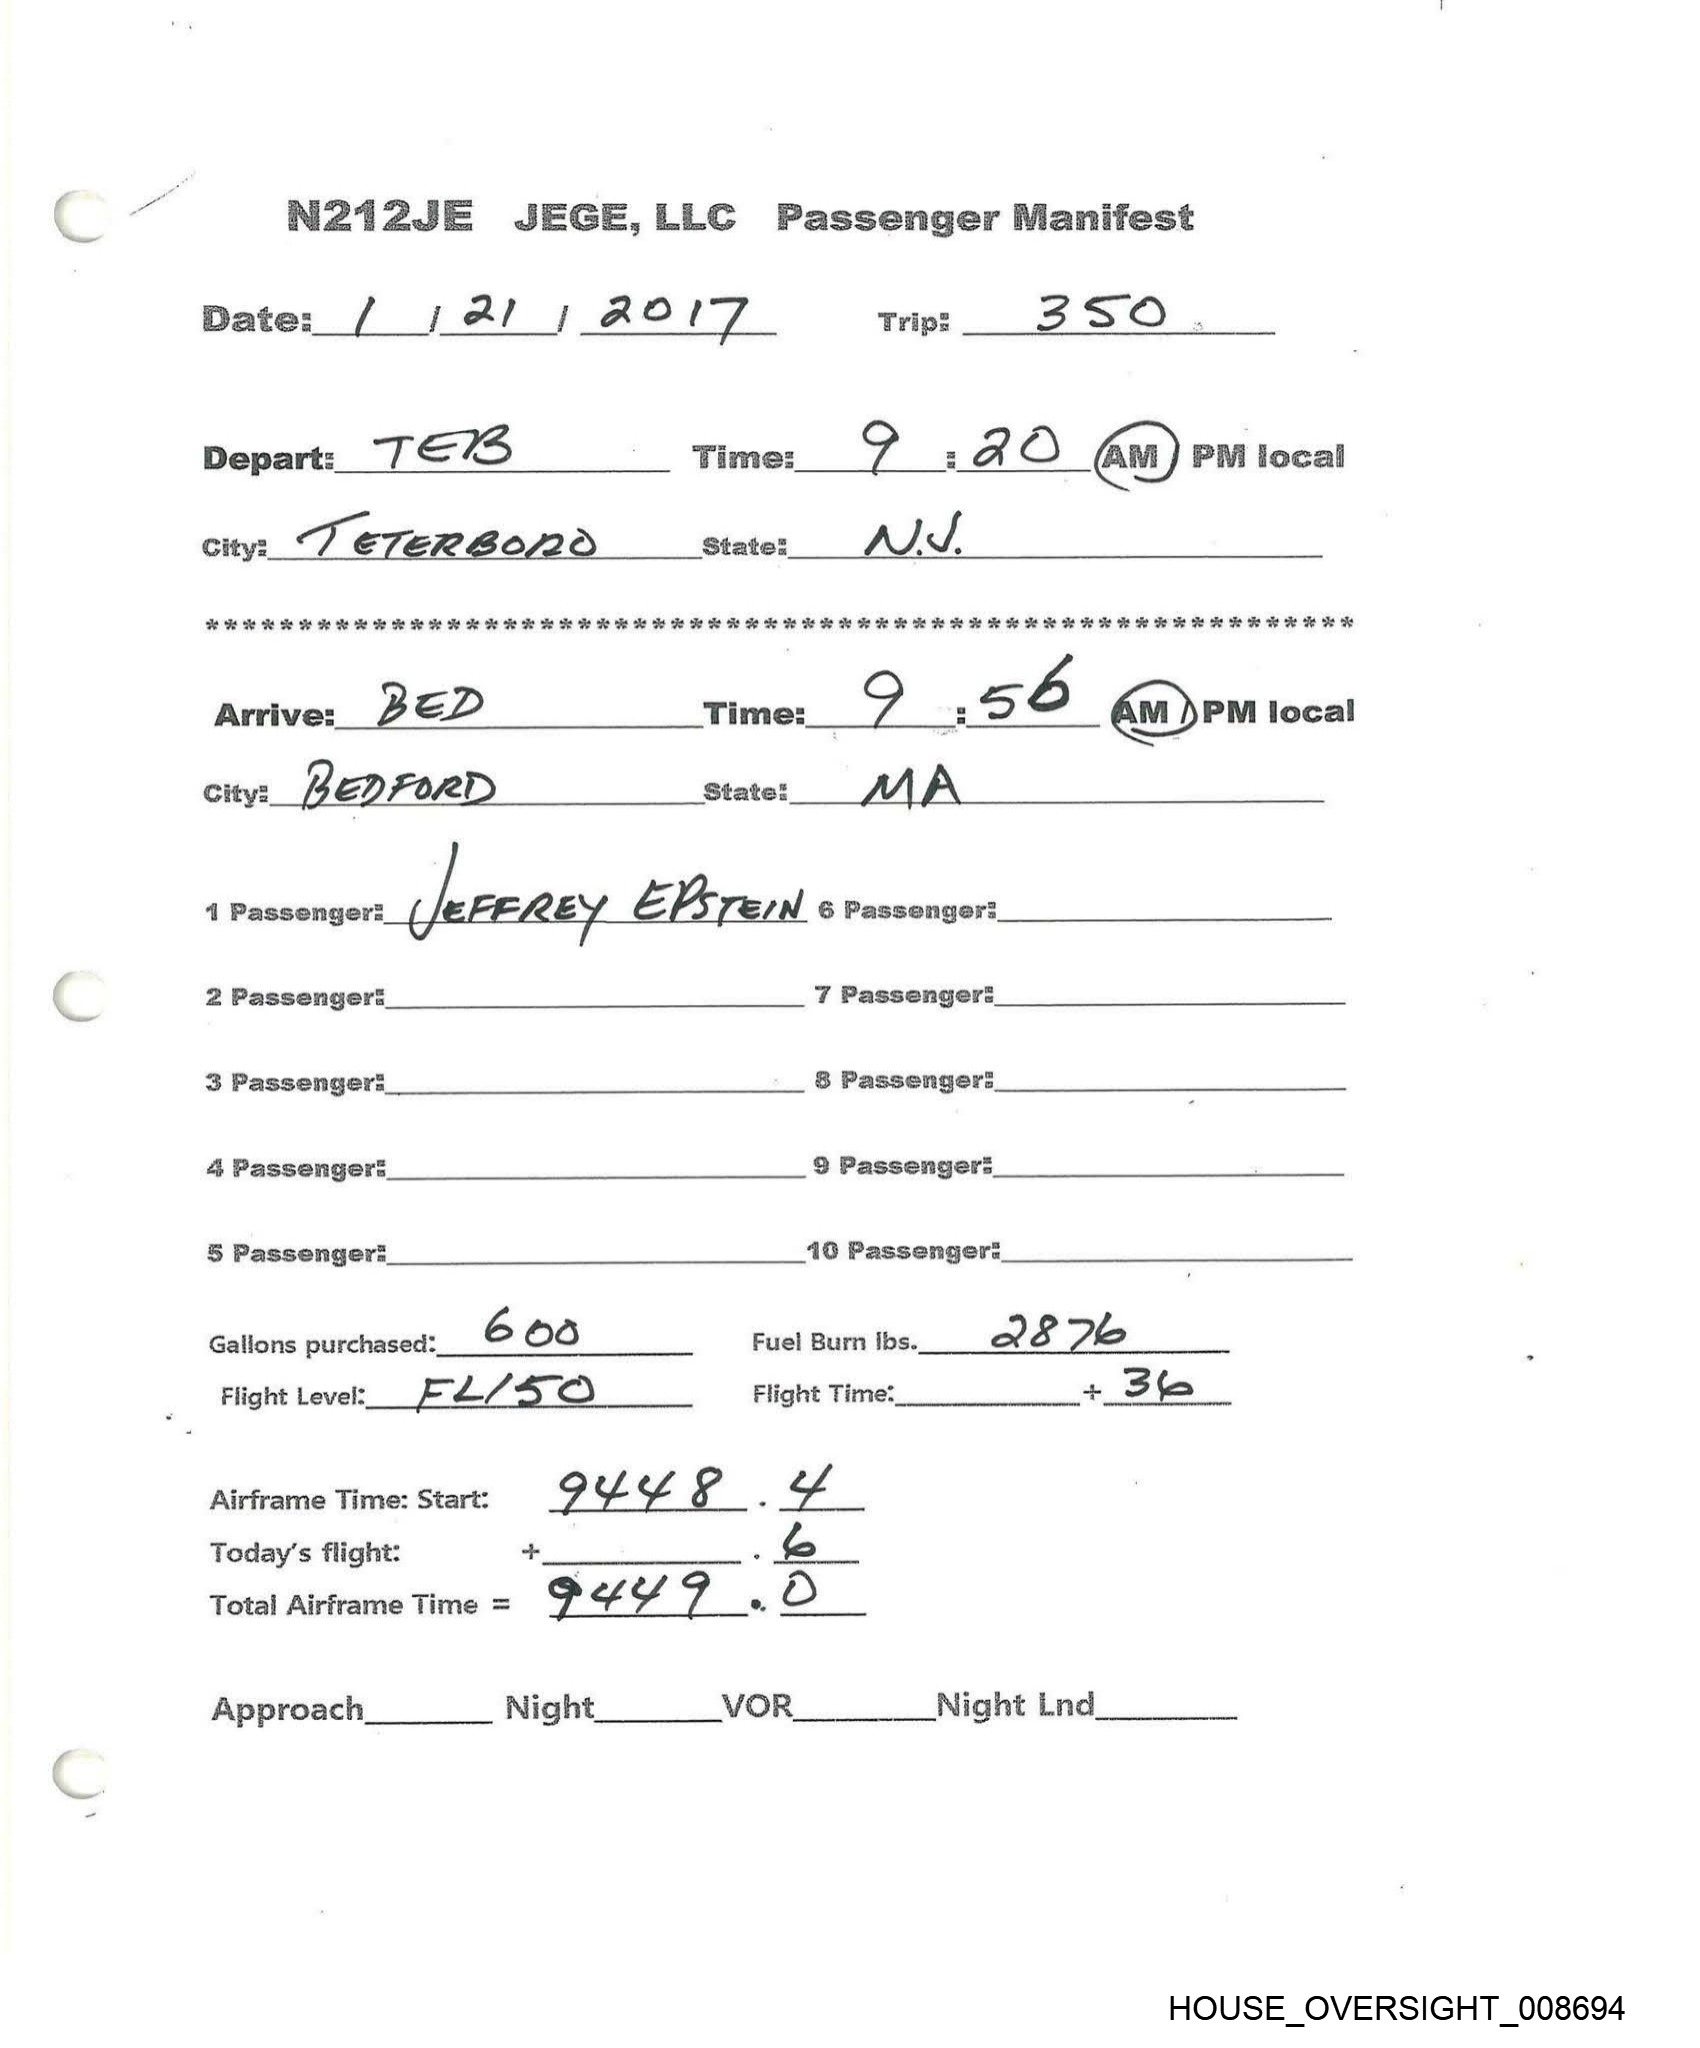 N212JE JEGE, LLC Passenger Manifest
Date: 1 / 21 / 2017 Trip: 350
Depart: TEB Time: 9 : 20 AM PM local
City: TETERBORO State: N.J.
**************************************************************
Arrive: BED Time: 9 : 56 AM / PM local
City: BEDFORD State: MA
1 Passenger: JEFFREY EPSTEIN 6 Passenger:
2 Passenger: 7 Passenger:
3 Passenger: 8 Passenger:
4 Passenger: 9 Passenger:
5 Passenger: 10 Passenger:
Gallons purchased: 600 Fuel Burn lbs. 2876
Flight Level: FL150 Flight Time: + 36
Airframe Time: Start: 9448 . 4
Today's flight: + . 6
Total Airframe Time = 9449 . 0
Approach Night VOR Night Lnd
HOUSE_OVERSIGHT_008694